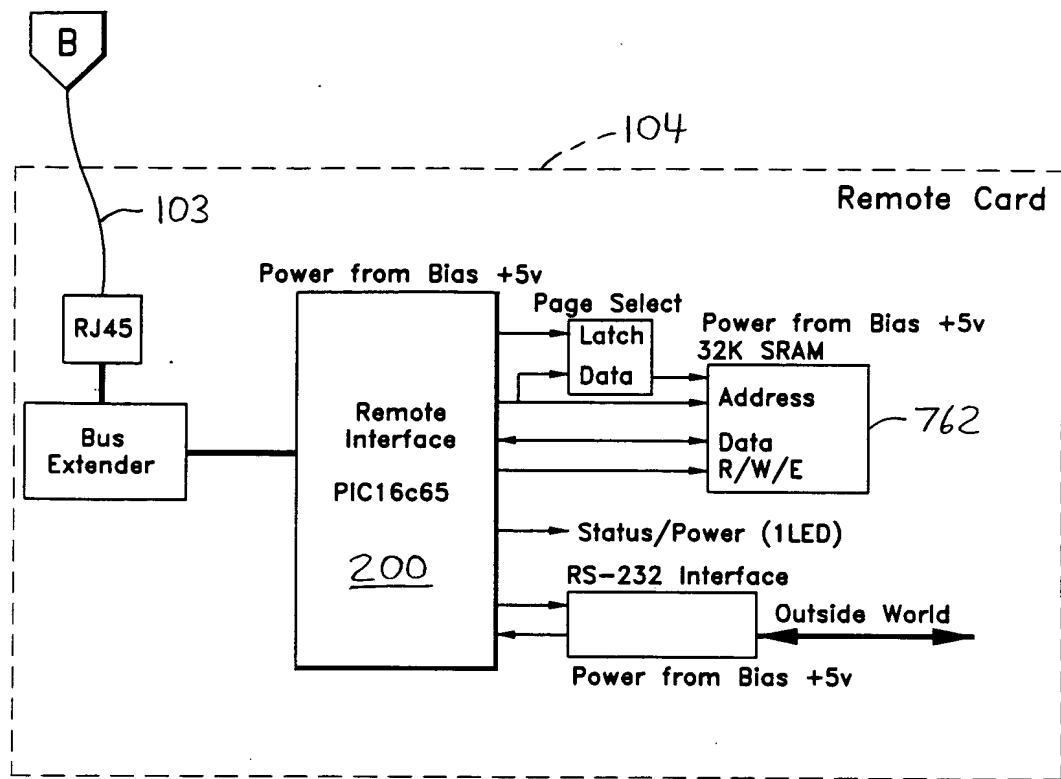 B
104
Remote Card
103
Power from Bias +5v
RJ45
Page Select
Latch
Data
Power from Bias +5v
32K SRAM
Address
Data
R/W/E
762
Bus
Extender
Remote
Interface
PIC16c65
200
Status/Power (1LED)
RS-232 Interface
Outside World
Power from Bias +5v